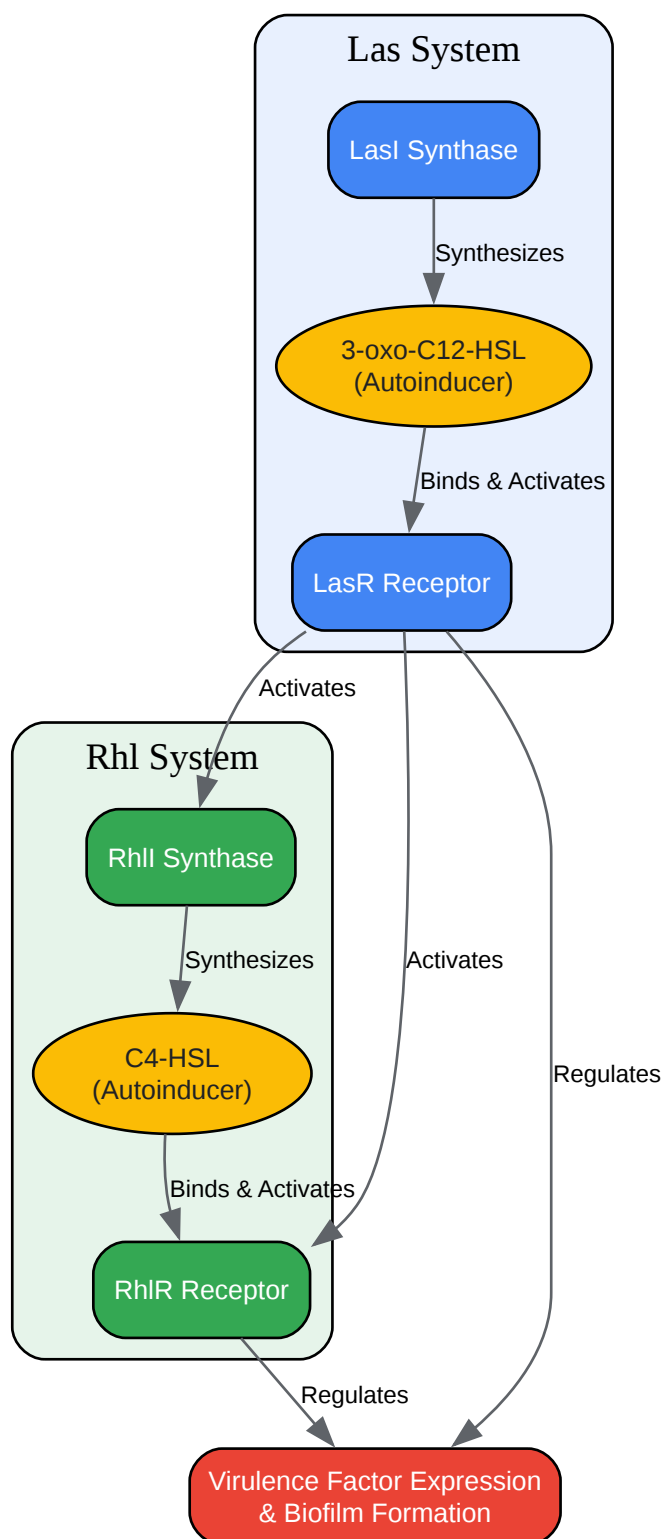 Las System
LasI Synthase
Synthesizes
3-oxo-C12-HSL
(Autoinducer)
Binds & Activates
LasR Receptor
Activates
Rhl System
RhlI Synthase
Synthesizes
Activates
C4-HSL
(Autoinducer)
Regulates
Binds & Activates
RhlR Receptor
Regulates
Virulence Factor Expression
& Biofilm Formation